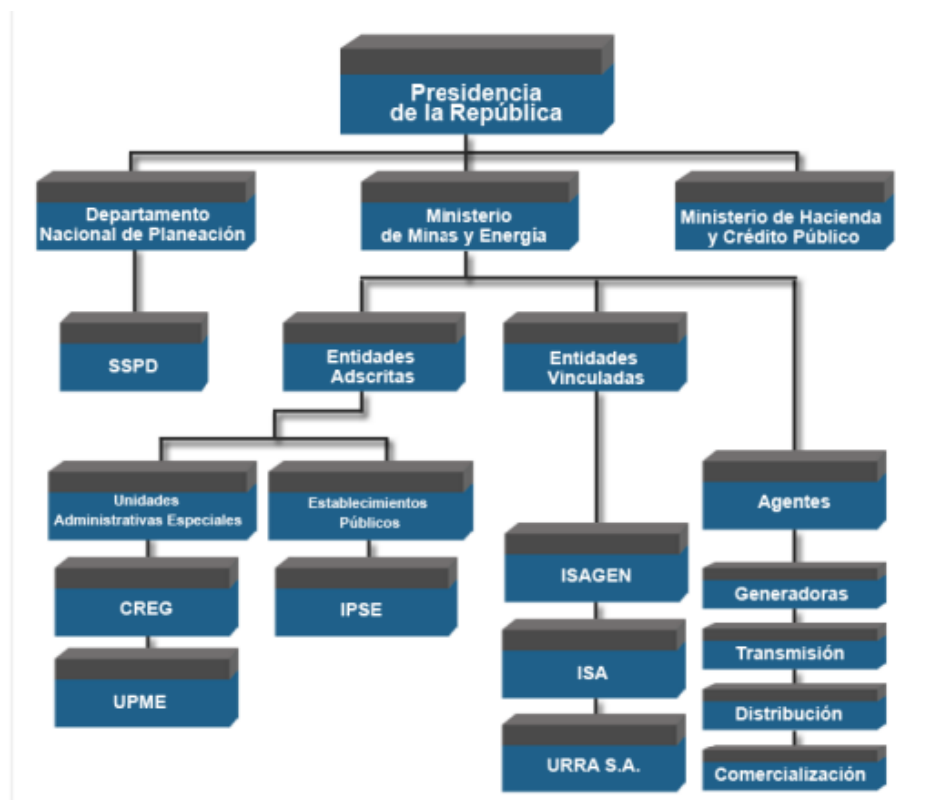 Presidencia
de la República
Departamento
Nacional de Planeación
Ministerio
de Minas y Energía
Ministerio de Hacienda
y Crédito Público
SSPD
Entidades
Adscritas
Entidades
Vinculadas
Unidades
Administrativas Especiales
Establecimientos
Públicos
Agentes
CREG
IPSE
ISAGEN
Generadoras
UPME
ISA
Transmisión
Distribución
URRA S.A.
Comercialización